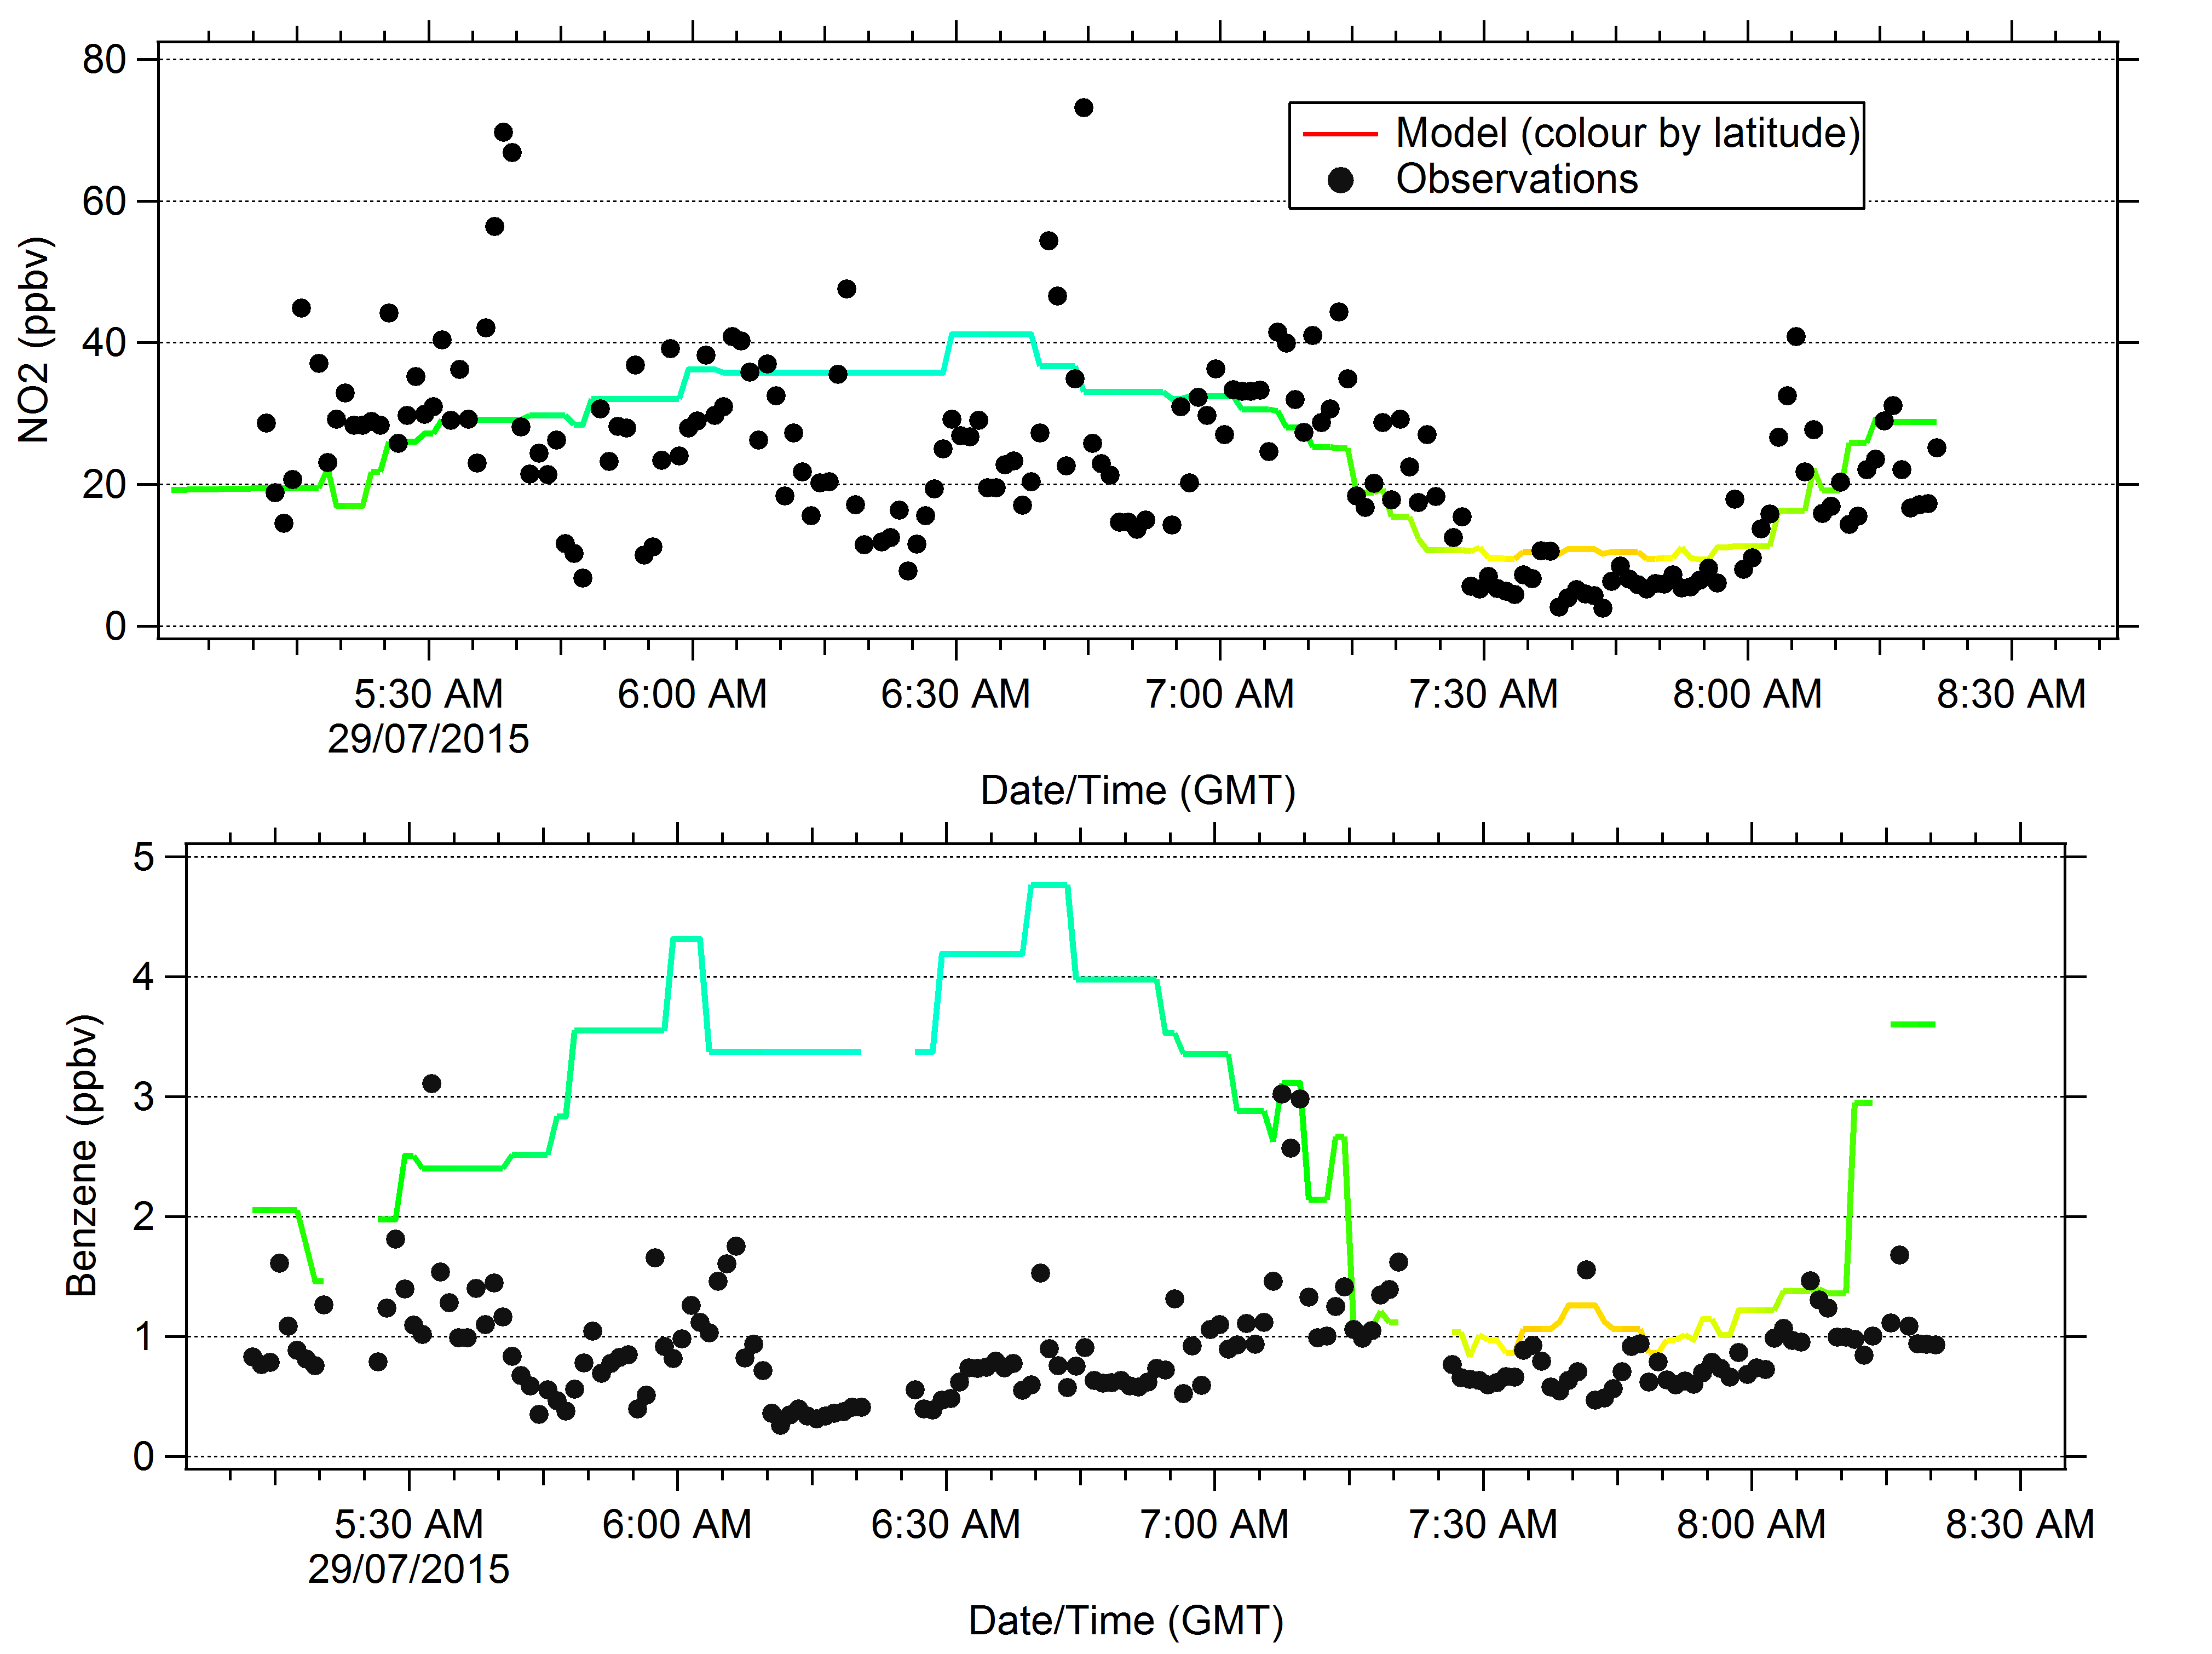 80
60
40
20
0
NO2 (ppbv)
Model (colour by latitude)
Observations
5:30 AM 6:00 AM 6:30 AM 7:00 AM 7:30 AM 8:00 AM 8:30 AM
29/07/2015
Date/Time (GMT)
5
4
3
2
1
0
Benzene (ppbv)
5:30 AM 6:00 AM 6:30 AM 7:00 AM 7:30 AM 8:00 AM 8:30 AM
29/07/2015
Date/Time (GMT)